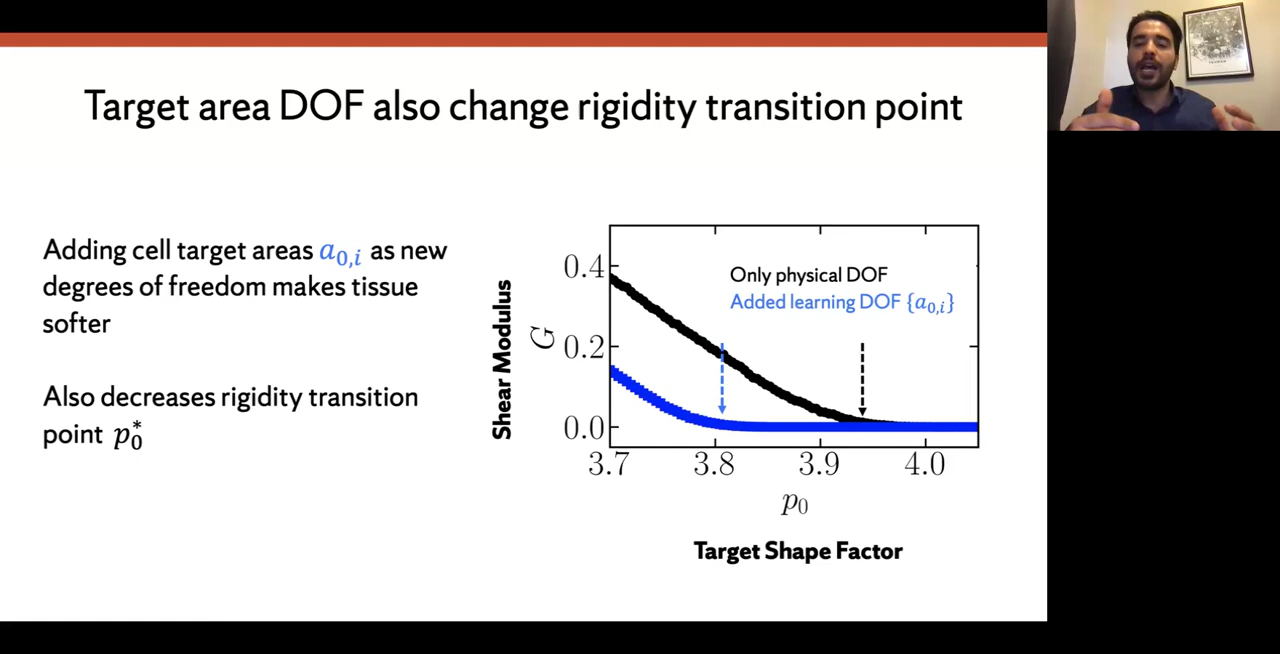 Target area DOF also change rigidity transition point
Adding cell target areas a₀,ᵢ as new
degrees of freedom makes tissue
softer
Also decreases rigidity transition
point p₀*
Shear Modulus
G
0.4
0.2
0.0
Only physical DOF
Added learning DOF {a₀,ᵢ}
3.7 3.8 3.9 4.0
p₀
Target Shape Factor